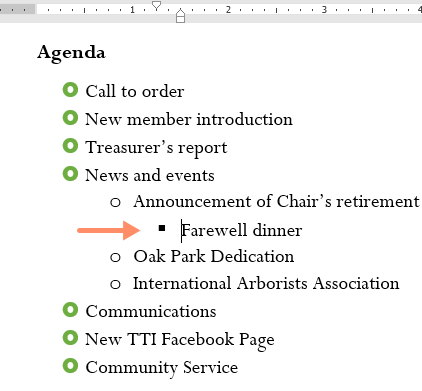 1 2 3 4
Agenda
Call to order
New member introduction
Treasurer’s report
News and events
Announcement of Chair’s retirement
Farewell dinner
Oak Park Dedication
International Arborists Association
Communications
New TTI Facebook Page
Community Service